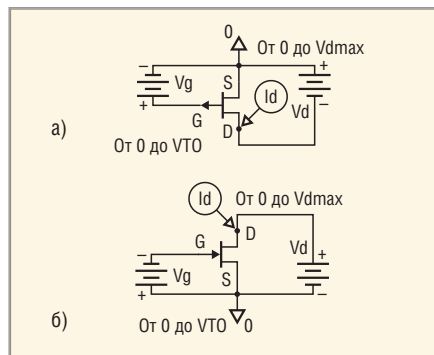 0
От 0 до Vdmax
– +
Vg S Id
+ G D Vd –
а)
От 0 до VTO
Id От 0 до Vdmax
D
G Vd
– +
Vg S
+ –
б) От 0 до VTO 0